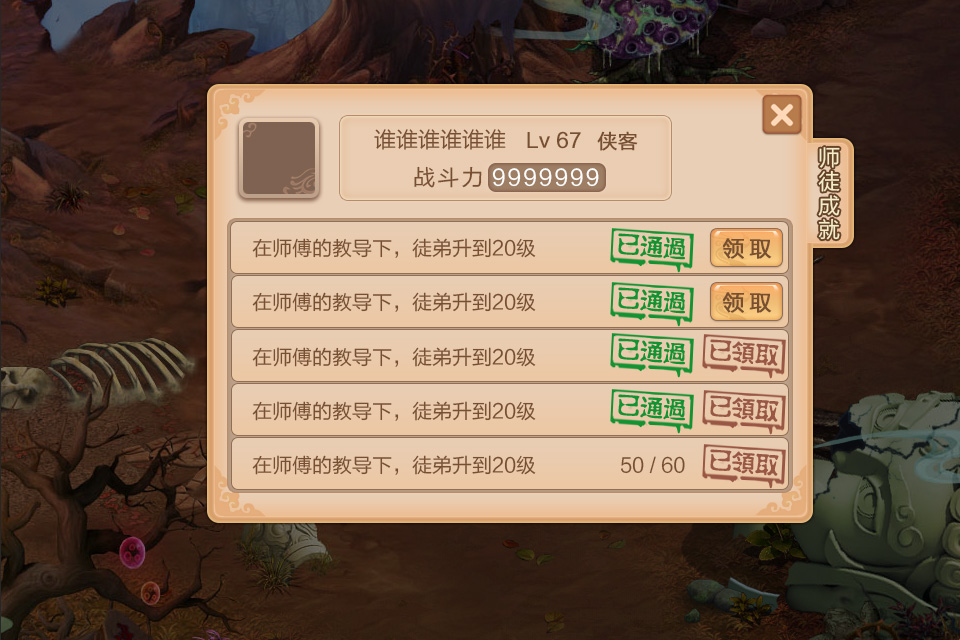 谁谁谁谁谁谁 Lv 67 侠客
战斗力 9999999
师徒成就
在师傅的教导下，徒弟升到20级 已通過 领取
在师傅的教导下，徒弟升到20级 已通過 领取
在师傅的教导下，徒弟升到20级 已通過 已領取
在师傅的教导下，徒弟升到20级 已通過 已領取
在师傅的教导下，徒弟升到20级 50 / 60 已領取